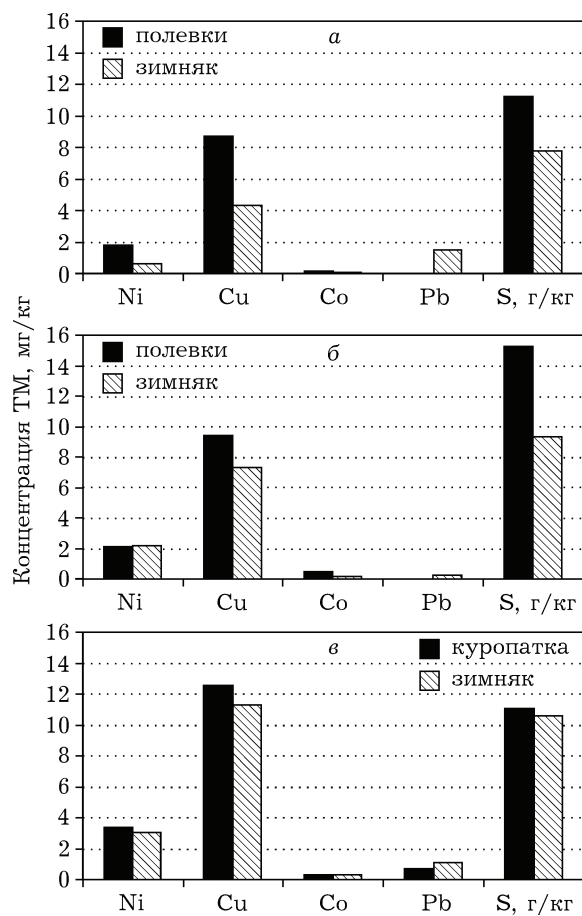 Концентрация ТМ, мг/кг
16
14
12
10
8
6
4
2
0
полевки
зимняк
а
Ni Cu Co Pb S, г/кг
16
14
12
10
8
6
4
2
0
полевки
зимняк
б
Ni Cu Co Pb S, г/кг
16
14
12
10
8
6
4
2
0
в
куропатка
зимняк
Ni Cu Co Pb S, г/кг